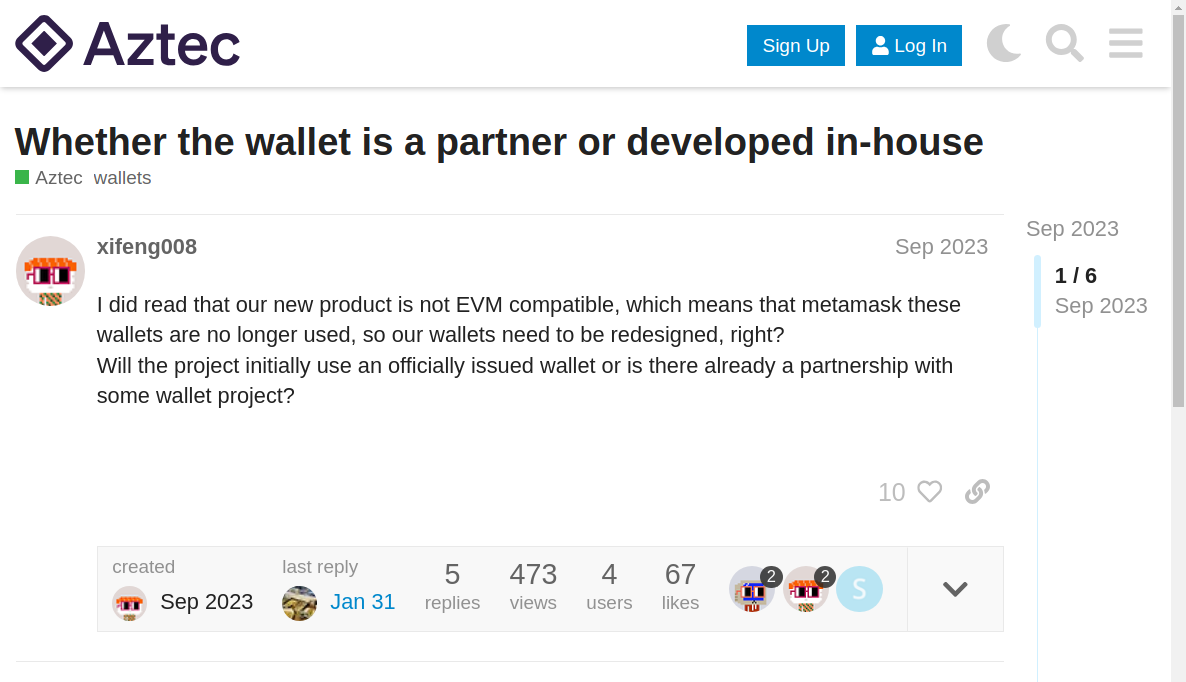 Aztec
Sign Up
Log In
Whether the wallet is a partner or developed in-house
Aztec wallets
xifeng008
Sep 2023
Sep 2023
1 / 6
Sep 2023
I did read that our new product is not EVM compatible, which means that metamask these
wallets are no longer used, so our wallets need to be redesigned, right?
Will the project initially use an officially issued wallet or is there already a partnership with
some wallet project?
10
created
Sep 2023
last reply
Jan 31
5
replies
473
views
4
users
67
likes
2
2
S